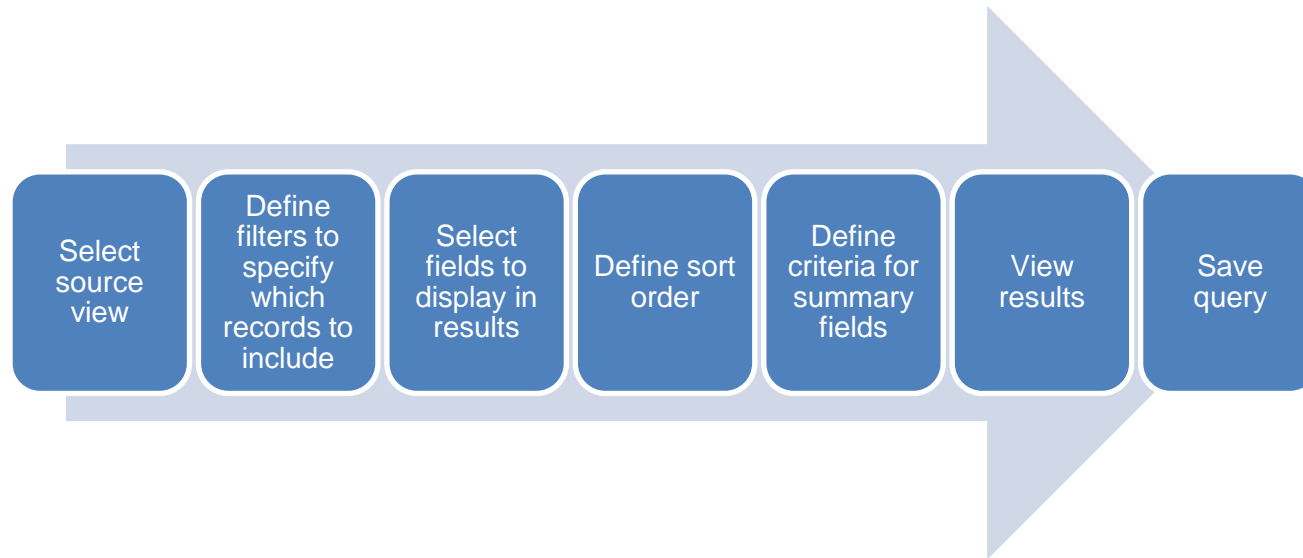 Select
source
view
Define
filters to
specify
which
records to
include
Select
fields to
display in
results
Define sort
order
Define
criteria for
summary
fields
View
results
Save
query